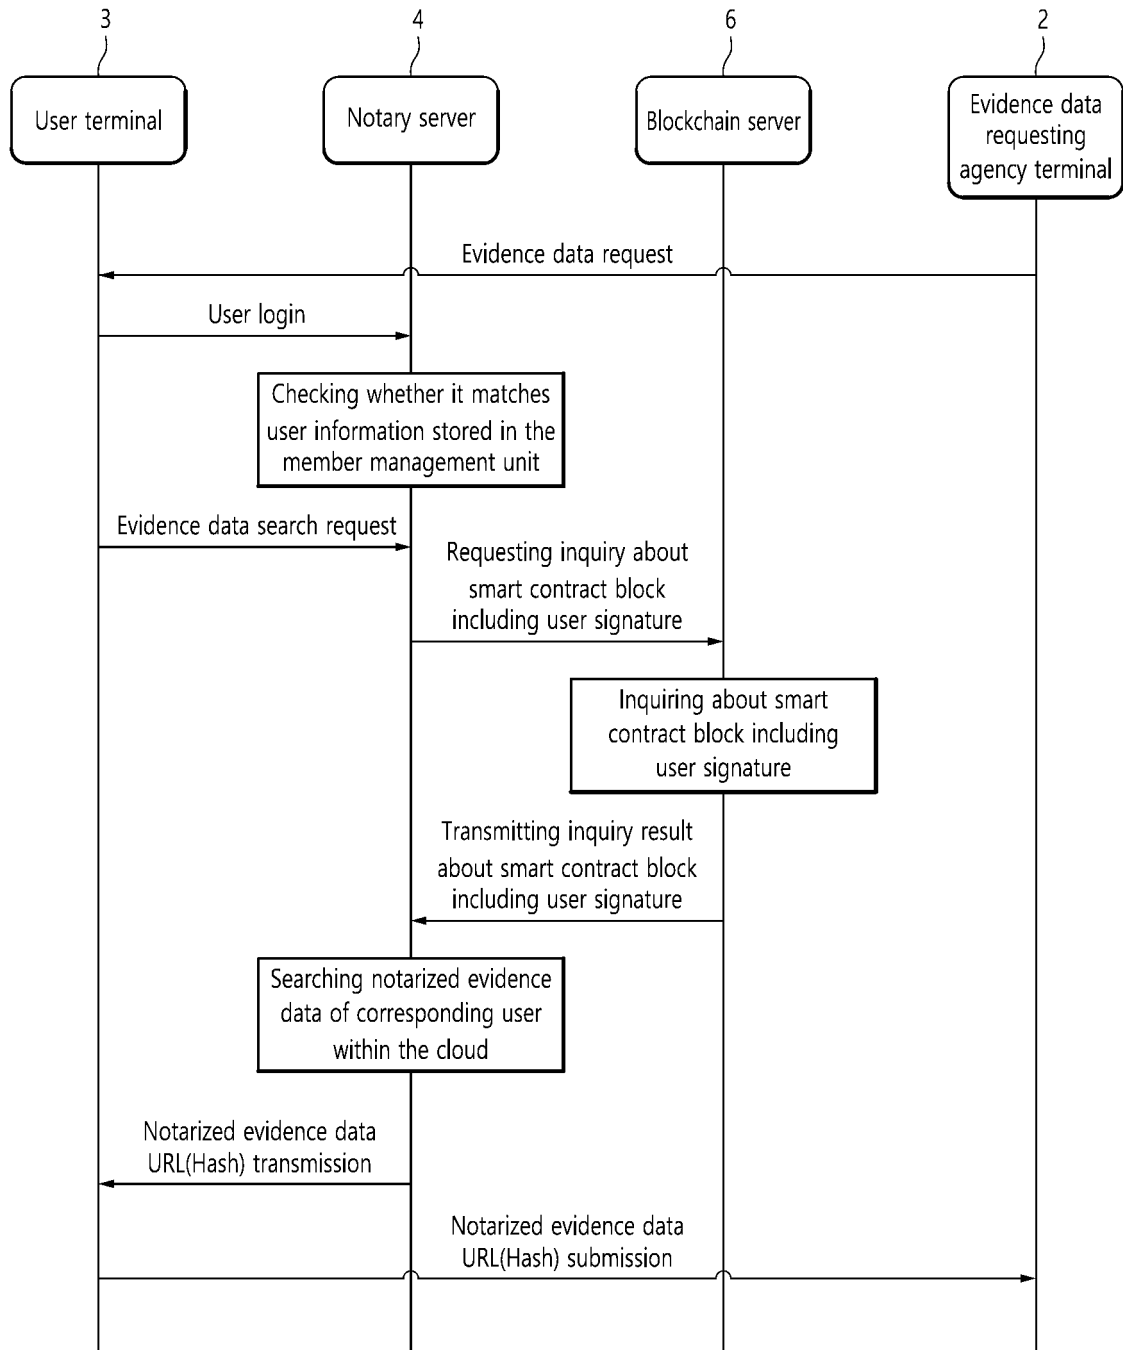 3
4
6
2
User terminal
Notary server
Blockchain server
Evidence data
requesting
agency terminal
Evidence data request
User login
Checking whether it matches
user information stored in the
member management unit
Evidence data search request
Requesting inquiry about
smart contract block
including user signature
Inquiring about smart
contract block including
user signature
Transmitting inquiry result
about smart contract block
including user signature
Searching notarized evidence
data of corresponding user
within the cloud
Notarized evidence data
URL(Hash) transmission
Notarized evidence data
URL(Hash) submission